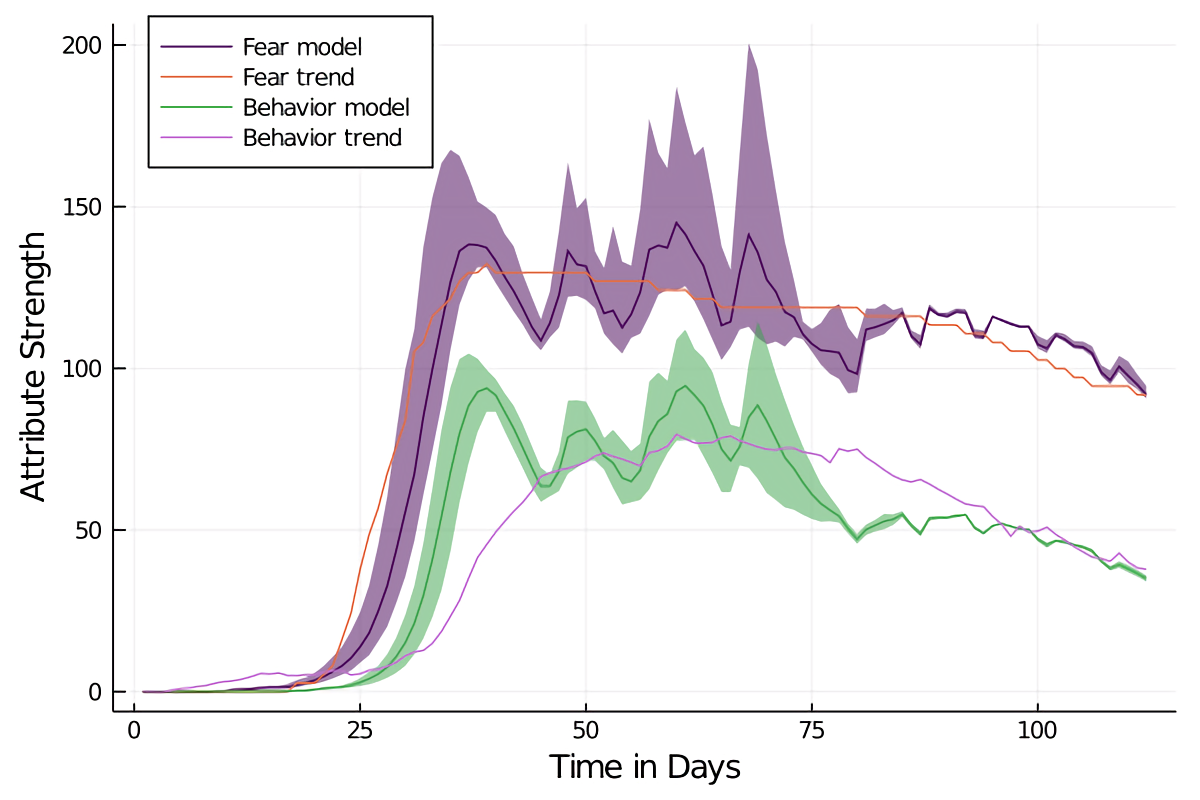 Fear model
Fear trend
Behavior model
Behavior trend
200
150
100
50
0
Attribute Strength
0 25 50 75 100
Time in Days